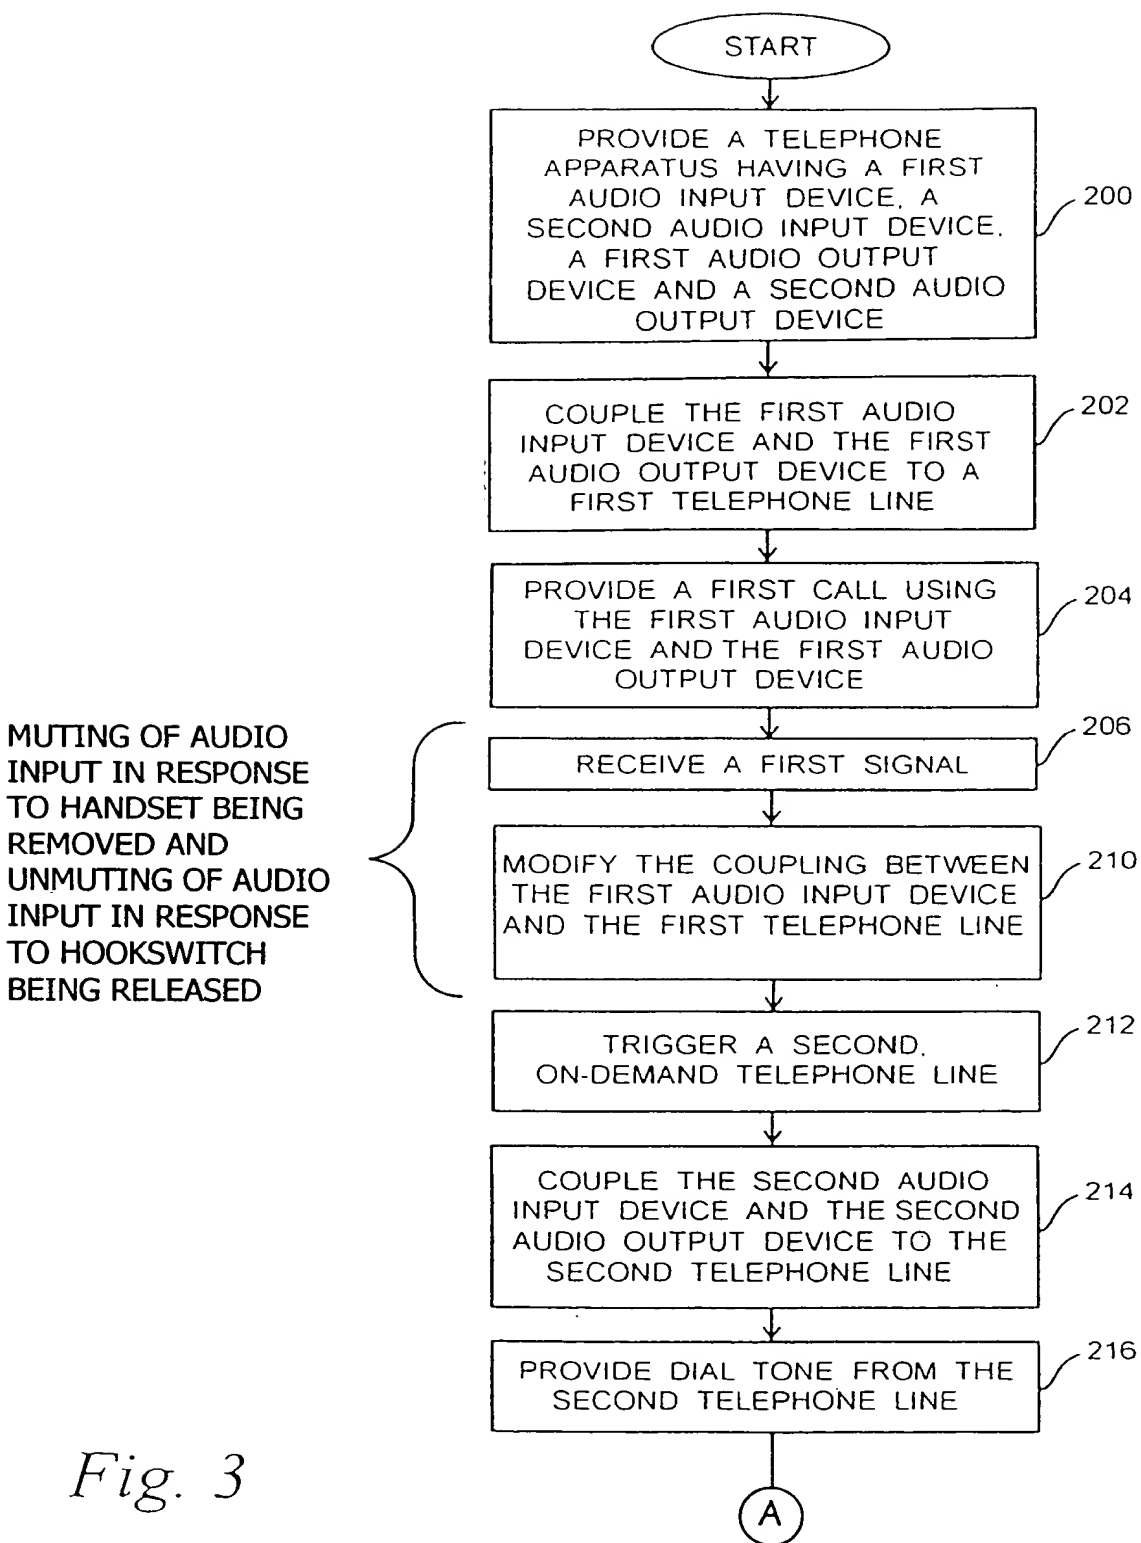 START
PROVIDE A TELEPHONE
APPARATUS HAVING A FIRST
AUDIO INPUT DEVICE, A
SECOND AUDIO INPUT DEVICE,
A FIRST AUDIO OUTPUT
DEVICE AND A SECOND AUDIO
OUTPUT DEVICE
200
COUPLE THE FIRST AUDIO
INPUT DEVICE AND THE FIRST
AUDIO OUTPUT DEVICE TO A
FIRST TELEPHONE LINE
202
PROVIDE A FIRST CALL USING
THE FIRST AUDIO INPUT
DEVICE AND THE FIRST AUDIO
OUTPUT DEVICE
204
MUTING OF AUDIO
INPUT IN RESPONSE
TO HANDSET BEING
REMOVED AND
UNMUTING OF AUDIO
INPUT IN RESPONSE
TO HOOKSWITCH
BEING RELEASED
RECEIVE A FIRST SIGNAL
206
MODIFY THE COUPLING BETWEEN
THE FIRST AUDIO INPUT DEVICE
AND THE FIRST TELEPHONE LINE
210
TRIGGER A SECOND,
ON-DEMAND TELEPHONE LINE
212
COUPLE THE SECOND AUDIO
INPUT DEVICE AND THE SECOND
AUDIO OUTPUT DEVICE TO THE
SECOND TELEPHONE LINE
214
PROVIDE DIAL TONE FROM THE
SECOND TELEPHONE LINE
216
A
Fig. 3